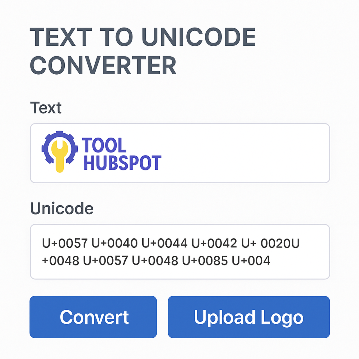 TEXT TO UNICODE
CONVERTER
Text
TOOL
HUBSPOT
Unicode
U+0057 U+0040 U+0044 U+0042 U+ 0020U
+0048 U+0057 U+0048 U+0085 U+004
Convert
Upload Logo